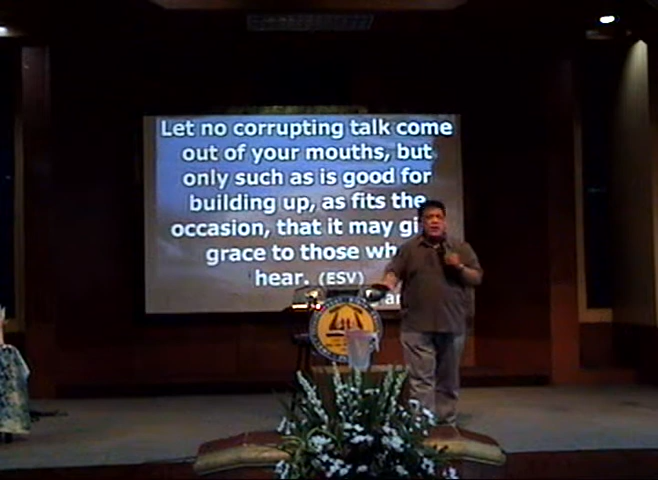 Let no corrupting talk come
out of your mouths, but
only such as is good for
building up, as fits the
occasion, that it may gi
grace to those wh
hear. (ESV)